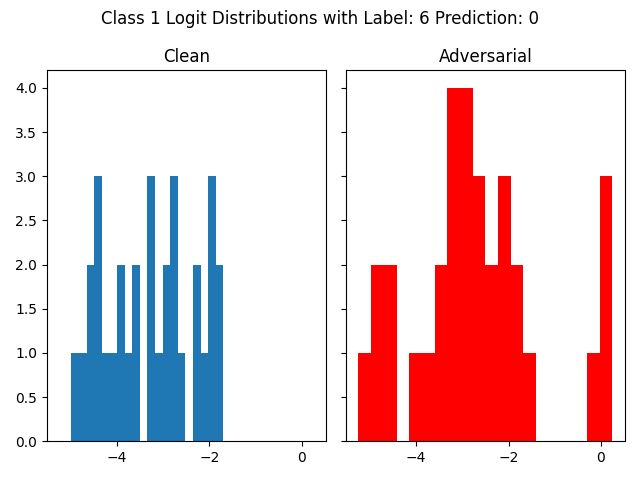 Class 1 Logit Distributions with Label: 6 Prediction: 0
Clean
Adversarial
4.0
3.5
3.0
2.5
2.0
1.5
1.0
0.5
0.0
−4 −2 0
−4 −2 0